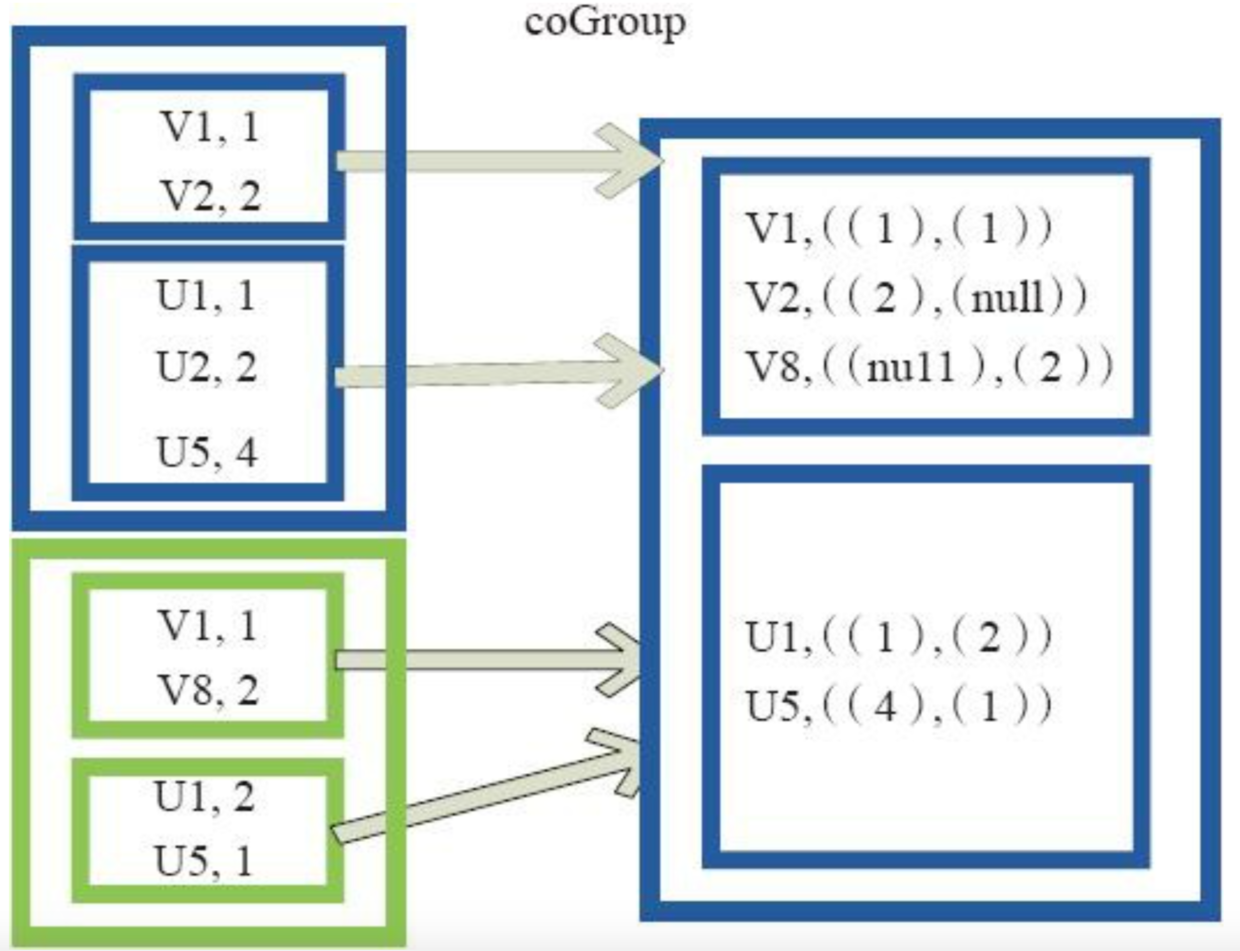 coGroup
V1, 1
V2, 2
U1, 1
U2, 2
U5, 4
V1, 1
V8, 2
U1, 2
U5, 1
V1,((1),(1))
V2,((2),(null))
V8,((nu11),(2))
U1,((1),(2))
U5,((4),(1))